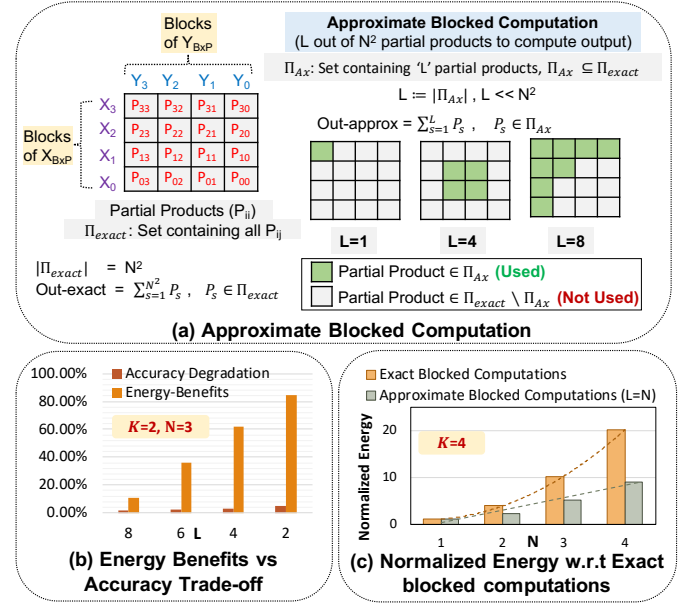 Blocks
of Y_BxP
Y3 Y2 Y1 Y0
Blocks
of X_BxP
X3 P33 P32 P31 P30
X2 P23 P22 P21 P20
X1 P13 P12 P11 P10
X0 P03 P02 P01 P00
Partial Products (P_ii)
Π_exact: Set containing all P_ij
|Π_exact| = N²
Out-exact = ∑_{s=1}^{N²} P_s , P_s ∈ Π_exact
Approximate Blocked Computation
(L out of N² partial products to compute output)
Π_Ax: Set containing 'L' partial products, Π_Ax ⊆ Π_exact
L := |Π_Ax| , L << N²
Out-approx = ∑_{s=1}^{L} P_s , P_s ∈ Π_Ax
L=1 L=4 L=8
Partial Product ∈ Π_Ax (Used)
Partial Product ∈ Π_exact \ Π_Ax (Not Used)
(a) Approximate Blocked Computation
Accuracy Degradation
Energy-Benefits
K=2, N=3
100.00%
80.00%
60.00%
40.00%
20.00%
0.00%
8 6 L 4 2
(b) Energy Benefits vs
Accuracy Trade-off
Exact Blocked Computations
Approximate Blocked Computations (L=N)
K=4
Normalized Energy
20
10
0
1 2 N 3 4
(c) Normalized Energy w.r.t Exact
blocked computations